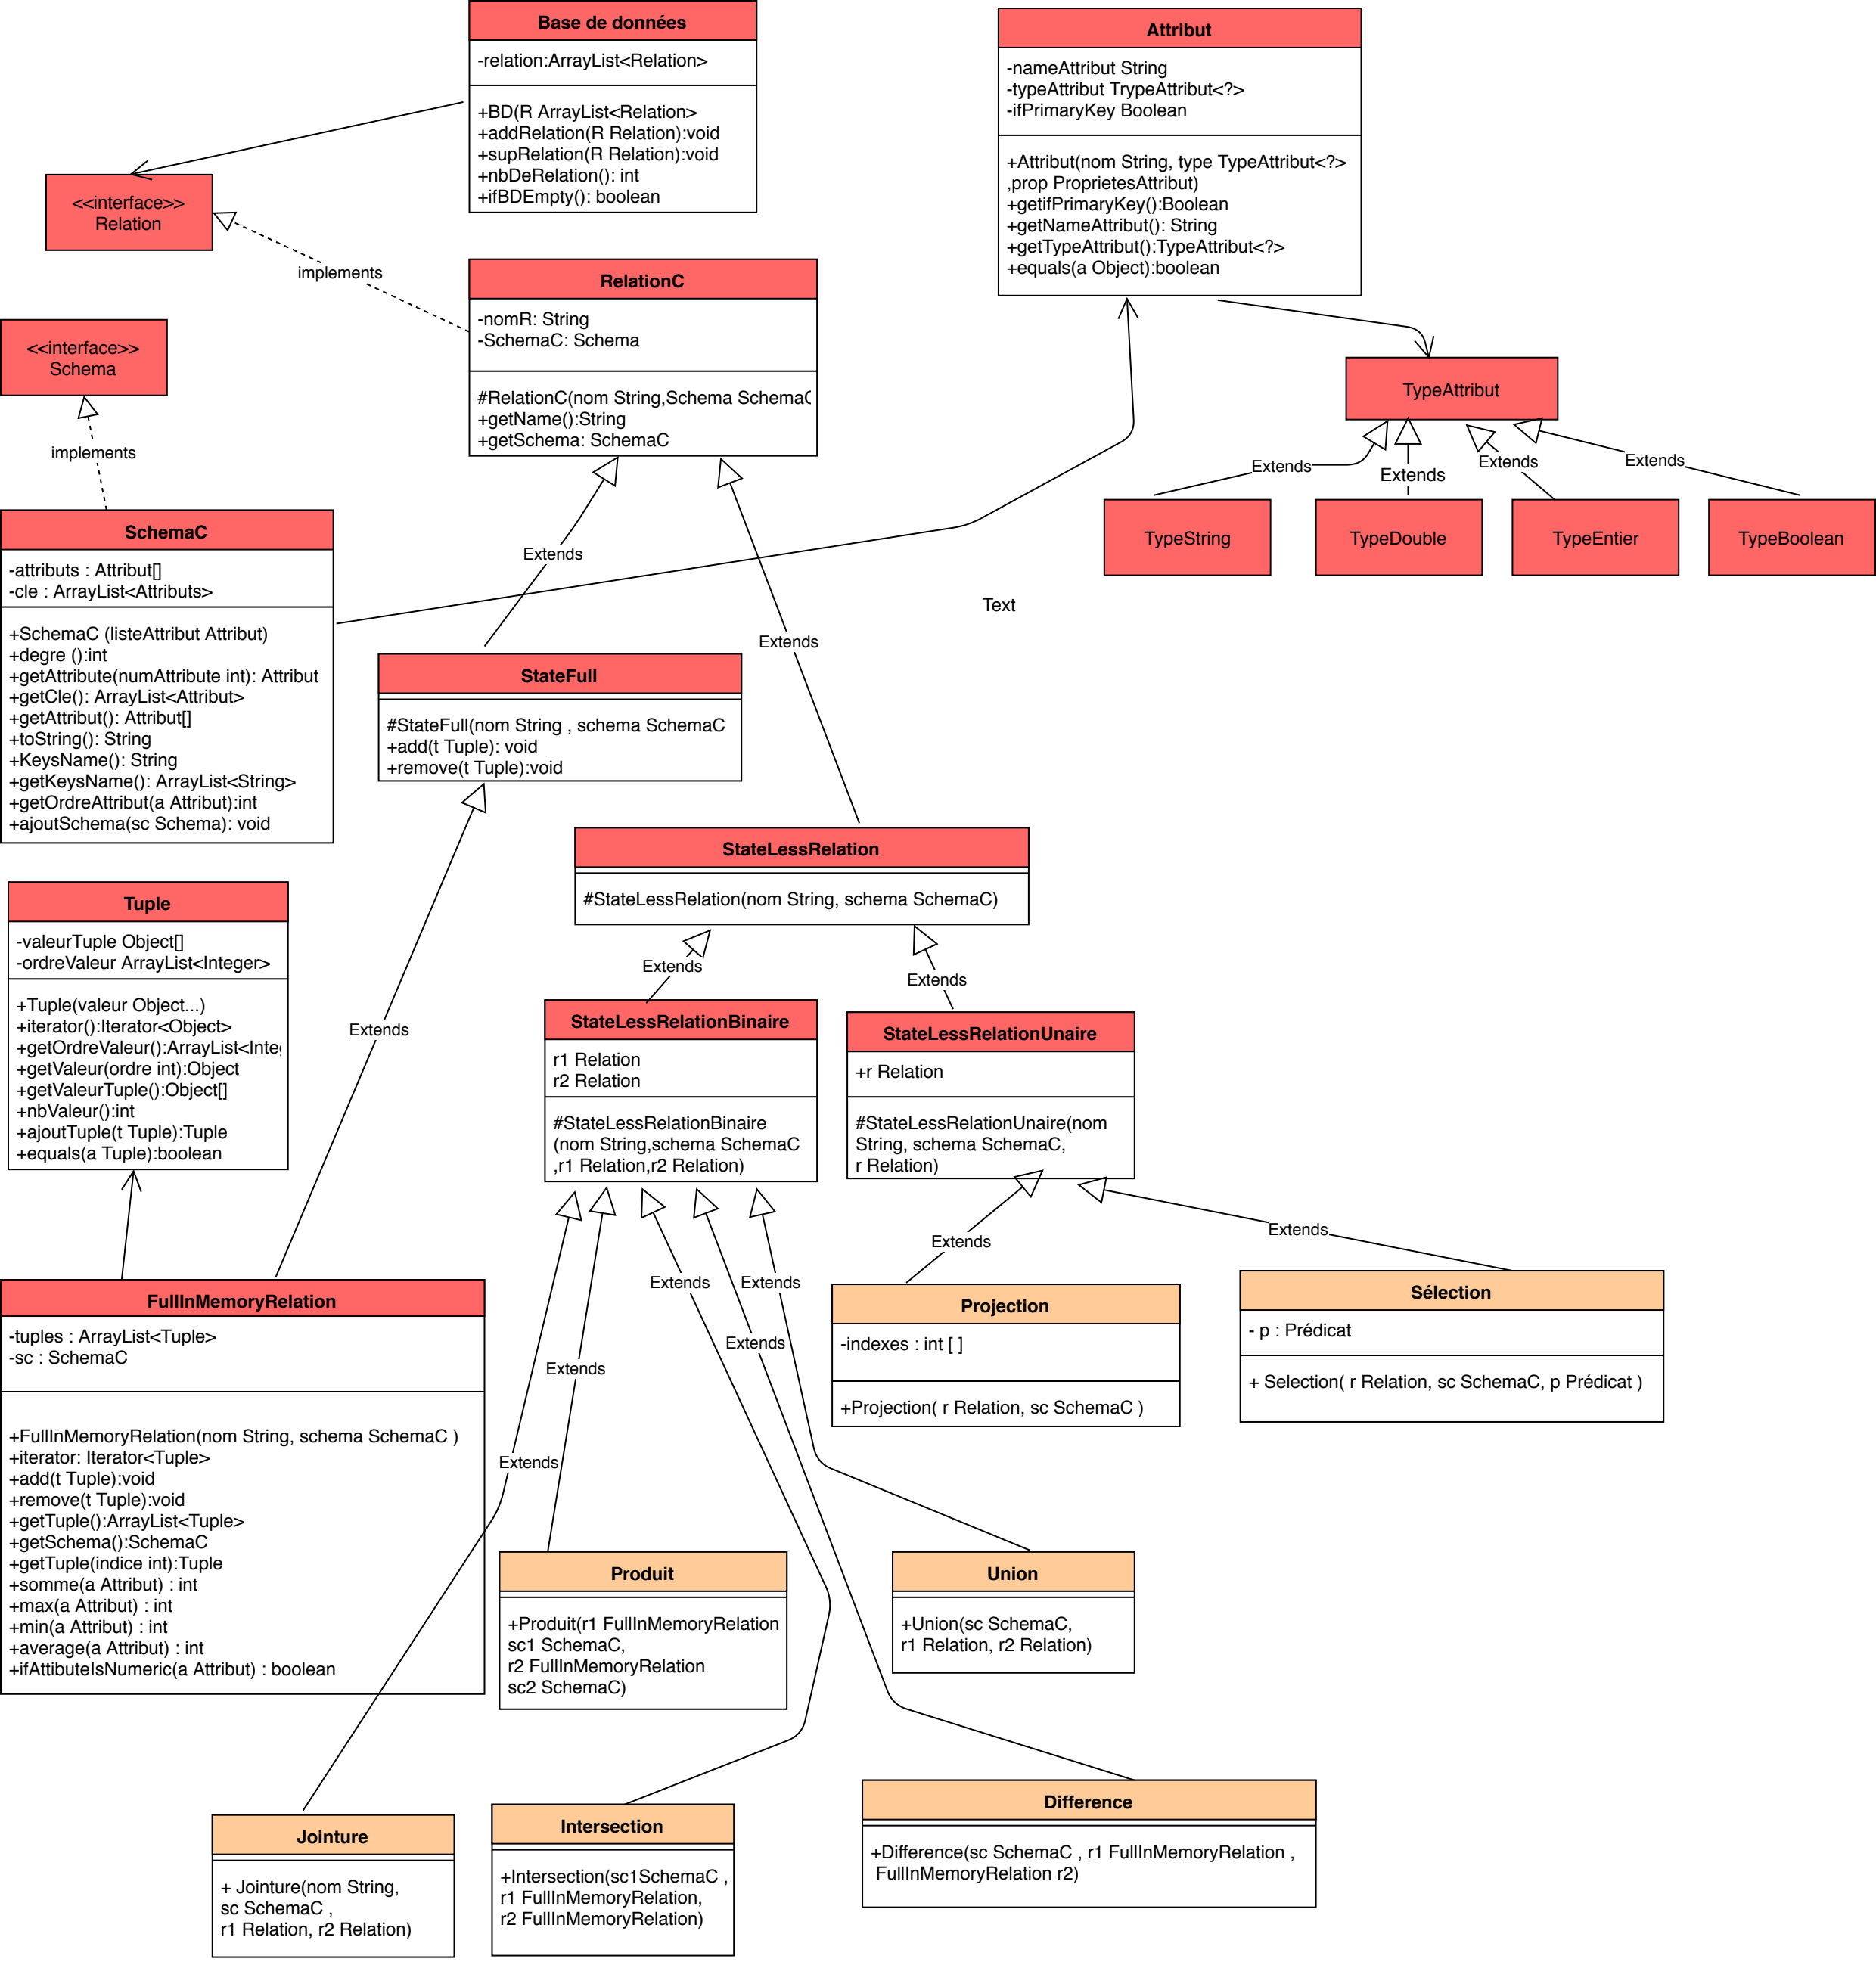 Base de données
-relation:ArrayList<Relation>
+BD(R ArrayList<Relation>
+addRelation(R Relation):void
+supRelation(R Relation):void
+nbDeRelation(): int
+ifBDEmpty(): boolean
Attribut
-nameAttribut String
-typeAttribut TrypeAttribut<?>
-ifPrimaryKey Boolean
+Attribut(nom String, type TypeAttribut<?>
,prop ProprietesAttribut)
+getifPrimaryKey():Boolean
+getNameAttribut(): String
+getTypeAttribut():TypeAttribut<?>
+equals(a Object):boolean
<<interface>>
Relation
implements
RelationC
-nomR: String
-SchemaC: Schema
#RelationC(nom String,Schema SchemaC
+getName():String
+getSchema: SchemaC
<<interface>>
Schema
implements
TypeAttribut
Extends
Extends
Extends
Extends
TypeString
TypeDouble
TypeEntier
TypeBoolean
SchemaC
-attributs : Attribut[]
-cle : ArrayList<Attributs>
+SchemaC (listeAttribut Attribut)
+degre ():int
+getAttribute(numAttribute int): Attribut
+getCle(): ArrayList<Attribut>
+getAttribut(): Attribut[]
+toString(): String
+KeysName(): String
+getKeysName(): ArrayList<String>
+getOrdreAttribut(a Attribut):int
+ajoutSchema(sc Schema): void
Extends
Text
Extends
StateFull
#StateFull(nom String , schema SchemaC
+add(t Tuple): void
+remove(t Tuple):void
StateLessRelation
#StateLessRelation(nom String, schema SchemaC)
Tuple
-valeurTuple Object[]
-ordreValeur ArrayList<Integer>
+Tuple(valeur Object...)
+iterator():Iterator<Object>
+getOrdreValeur():ArrayList<Integ
+getValeur(ordre int):Object
+getValeurTuple():Object[]
+nbValeur():int
+ajoutTuple(t Tuple):Tuple
+equals(a Tuple):boolean
Extends
Extends
Extends
StateLessRelationBinaire
r1 Relation
r2 Relation
#StateLessRelationBinaire
(nom String,schema SchemaC
,r1 Relation,r2 Relation)
StateLessRelationUnaire
+r Relation
#StateLessRelationUnaire(nom
String, schema SchemaC,
r Relation)
Extends
Extends
Extends
Extends
Extends
Extends
Extends
FullInMemoryRelation
-tuples : ArrayList<Tuple>
-sc : SchemaC
+FullInMemoryRelation(nom String, schema SchemaC )
+iterator: Iterator<Tuple>
+add(t Tuple):void
+remove(t Tuple):void
+getTuple():ArrayList<Tuple>
+getSchema():SchemaC
+getTuple(indice int):Tuple
+somme(a Attribut) : int
+max(a Attribut) : int
+min(a Attribut) : int
+average(a Attribut) : int
+ifAttibuteIsNumeric(a Attribut) : boolean
Projection
-indexes : int [ ]
+Projection( r Relation, sc SchemaC )
Sélection
- p : Prédicat
+ Selection( r Relation, sc SchemaC, p Prédicat )
Produit
+Produit(r1 FullInMemoryRelation
sc1 SchemaC,
r2 FullInMemoryRelation
sc2 SchemaC)
Union
+Union(sc SchemaC,
r1 Relation, r2 Relation)
Jointure
+ Jointure(nom String,
sc SchemaC ,
r1 Relation, r2 Relation)
Intersection
+Intersection(sc1SchemaC ,
r1 FullInMemoryRelation,
r2 FullInMemoryRelation)
Difference
+Difference(sc SchemaC , r1 FullInMemoryRelation ,
FullInMemoryRelation r2)